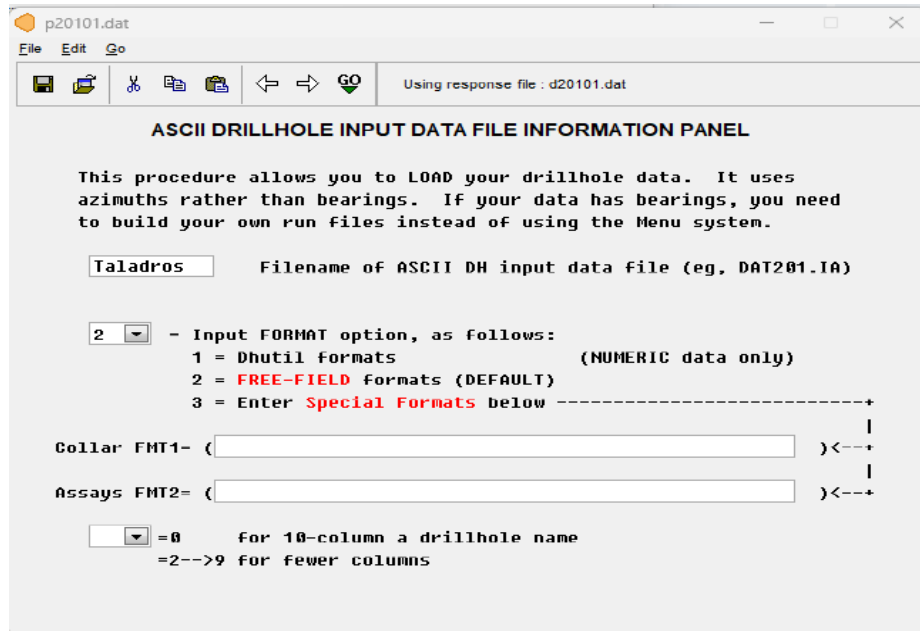 p20101.dat
File Edit Go
GO Using response file : d20101.dat
ASCII DRILLHOLE INPUT DATA FILE INFORMATION PANEL
This procedure allows you to LOAD your drillhole data. It uses
azimuths rather than bearings. If your data has bearings, you need
to build your own run files instead of using the Menu system.
Taladros Filename of ASCII DH input data file (eg, DAT201.IA)
2 - Input FORMAT option, as follows:
1 = Dhutil formats (NUMERIC data only)
2 = FREE-FIELD formats (DEFAULT)
3 = Enter Special Formats below ---------------------------+
|
Collar FMT1- ( )<--+
|
Assays FMT2= ( )<--+
=0 for 10-column a drillhole name
=2-->9 for fewer columns